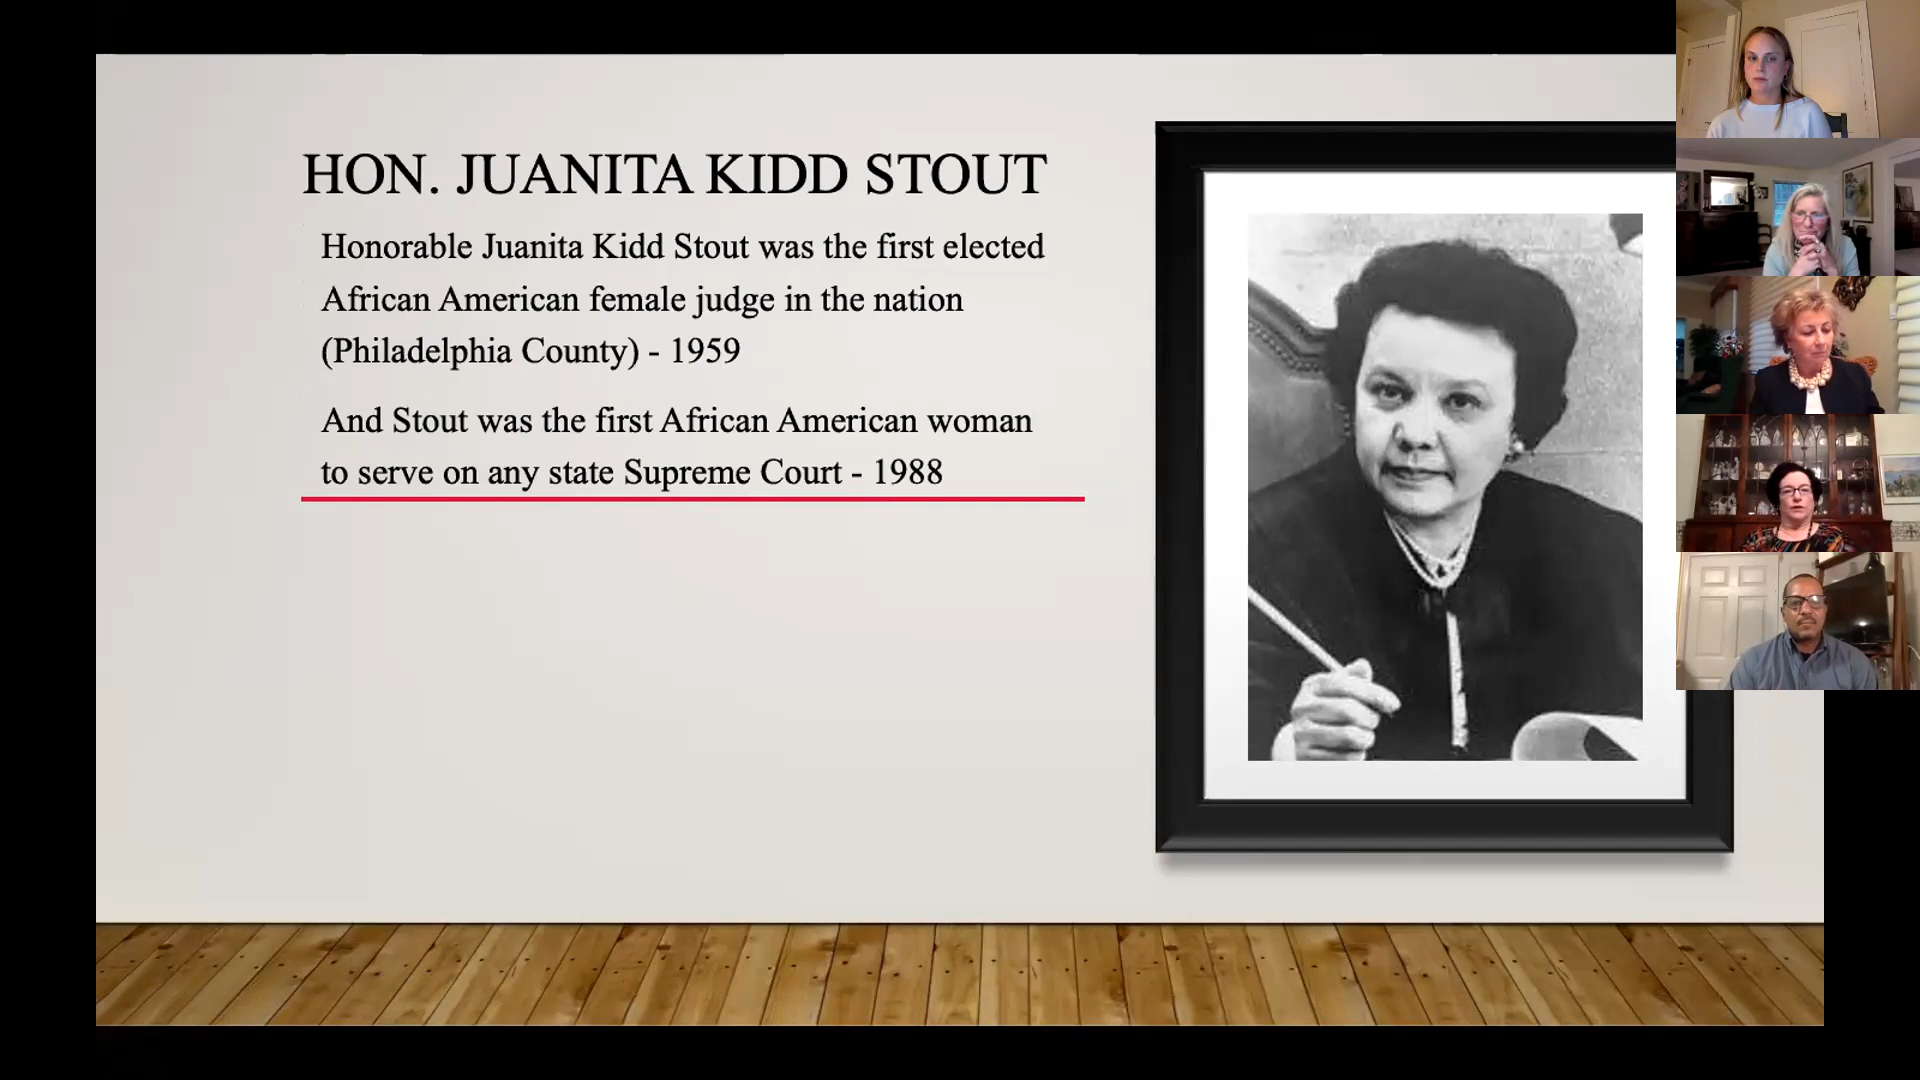 HON. JUANITA KIDD STOUT
Honorable Juanita Kidd Stout was the first elected
African American female judge in the nation
(Philadelphia County) - 1959
And Stout was the first African American woman
to serve on any state Supreme Court - 1988